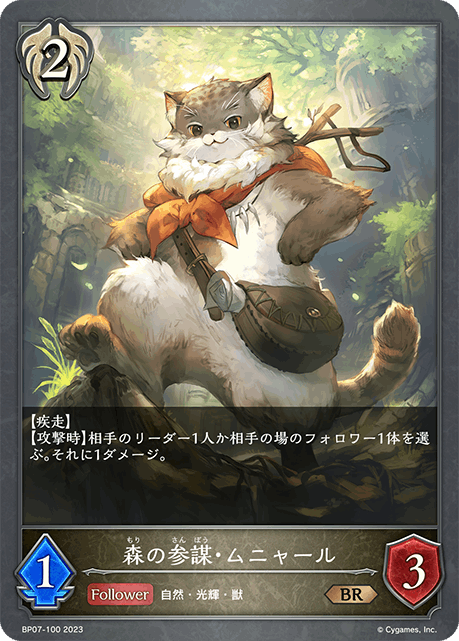 2
【疾走】
【攻撃時】相手のリーダー1人か相手の場のフォロワー1体を選
ぶ。それに1ダメージ。
もり さんぼう
森の参謀・ムニャール
1
Follower 自然・光輝・獣 BR
3
BP07-100 2023 © Cygames, Inc.